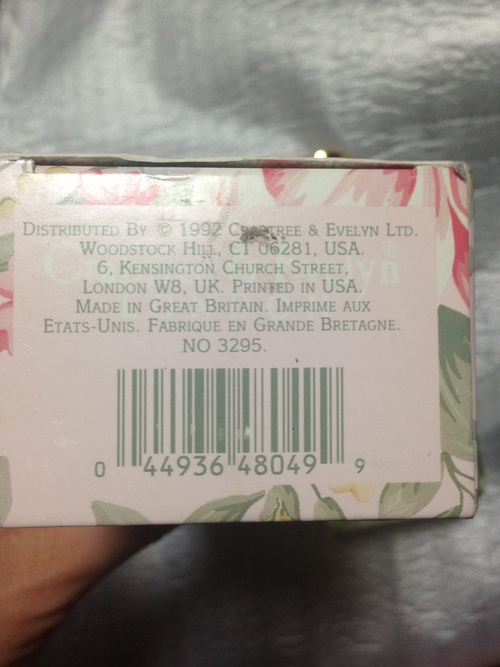 DISTRIBUTED BY © 1992 CRABTREE & EVELYN LTD.
WOODSTOCK HILL, CT 06281, USA.
6, KENSINGTON CHURCH STREET,
LONDON W8, UK. PRINTED IN USA.
MADE IN GREAT BRITAIN. IMPRIME AUX
ETATS-UNIS. FABRIQUE EN GRANDE BRETAGNE.
NO 3295.
0 44936 48049 9